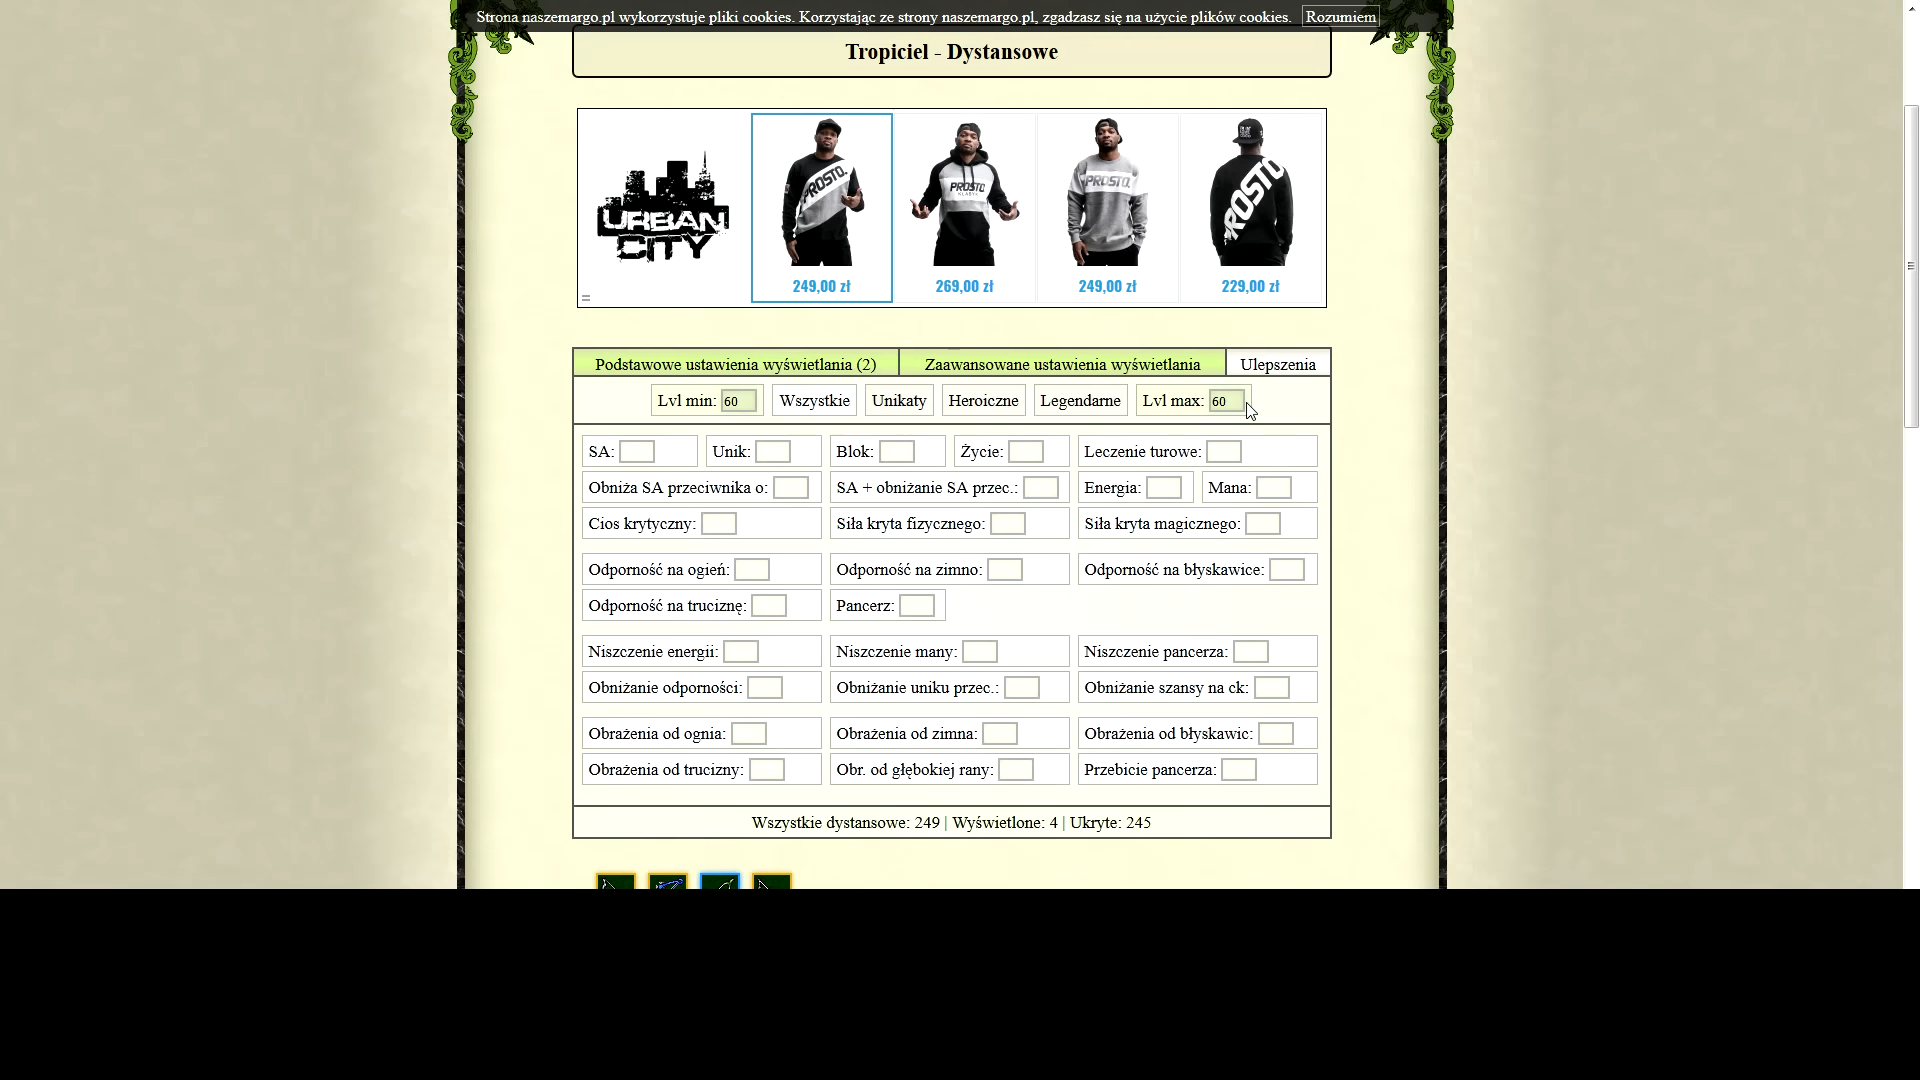 Strona naszemargo.pl wykorzystuje pliki cookies. Korzystając ze strony naszemargo.pl, zgadzasz się na użycie plików cookies. Rozumiem
Tropiciel - Dystansowe
URBAN
CITY
PROSTO.
PROSTO
KLASYK
PROSTO.
PROSTO
249,00 zł
269,00 zł
249,00 zł
229,00 zł
Podstawowe ustawienia wyświetlania (2)
Zaawansowane ustawienia wyświetlania
Ulepszenia
Lvl min: 60
Wszystkie
Unikaty
Heroiczne
Legendarne
Lvl max: 60
SA:
Unik:
Blok:
Życie:
Leczenie turowe:
Obniża SA przeciwnika o:
SA + obniżanie SA przec.:
Energia:
Mana:
Cios krytyczny:
Siła kryta fizycznego:
Siła kryta magicznego:
Odporność na ogień:
Odporność na zimno:
Odporność na błyskawice:
Odporność na truciznę:
Pancerz:
Niszczenie energii:
Niszczenie many:
Niszczenie pancerza:
Obniżanie odporności:
Obniżanie uniku przec.:
Obniżanie szansy na ck:
Obrażenia od ognia:
Obrażenia od zimna:
Obrażenia od błyskawic:
Obrażenia od trucizny:
Obr. od głębokiej rany:
Przebicie pancerza:
Wszystkie dystansowe: 249 | Wyświetlone: 4 | Ukryte: 245